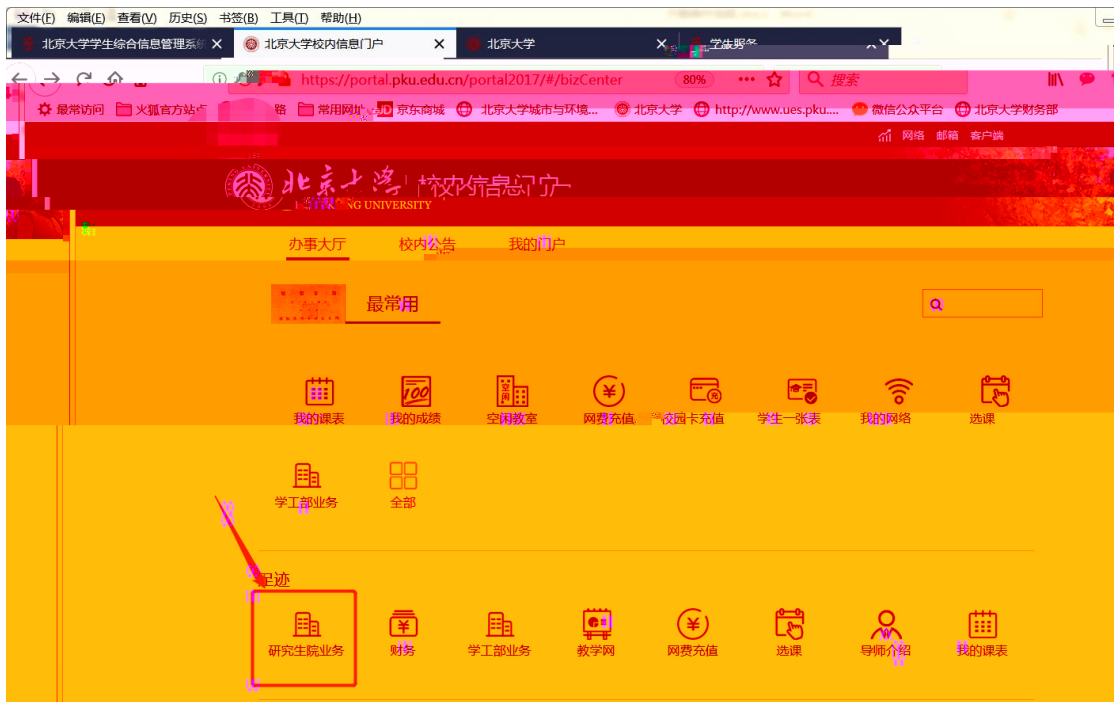 文件(F) 编辑(E) 查看(V) 历史(S) 书签(B) 工具(T) 帮助(H)
北京大学学生综合信息管理系统 北京大学校内信息门户 北京大学 学生服务
https://portal.pku.edu.cn/portal2017/#/bizCenter 80% 搜索
最常访问 火狐官方站点 常用网址 JD 京东商城 北京大学城市与环境... 北京大学 http://www.ues.pku.... 微信公众平台 北京大学财务部
网络 邮箱 客户端
北京大学 校内信息门户
UNIVERSITY
办事大厅 校内公告 我的门户
最常用
我的课表 我的成绩 空闲教室 网费充值 校园卡充值 学生一张表 我的网络 选课
学工部业务 全部
足迹
研究生院业务 财务 学工部业务 教学网 网费充值 选课 导师介绍 我的课表